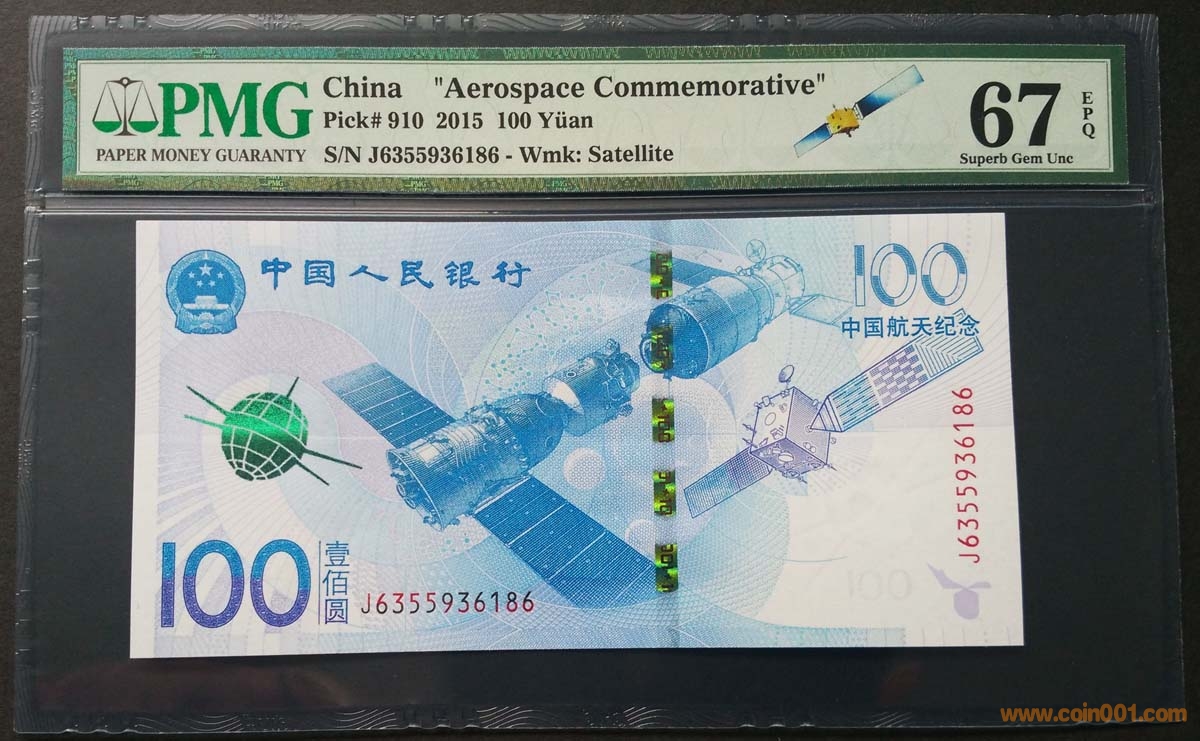 PMG
PAPER MONEY GUARANTY
China "Aerospace Commemorative"
Pick# 910 2015 100 Yüan
S/N J6355936186 - Wmk: Satellite
67
EPQ
Superb Gem Unc
中国人民银行
100
中国航天纪念
J6355936186
100
壹佰圆
J6355936186
www.coin001.com